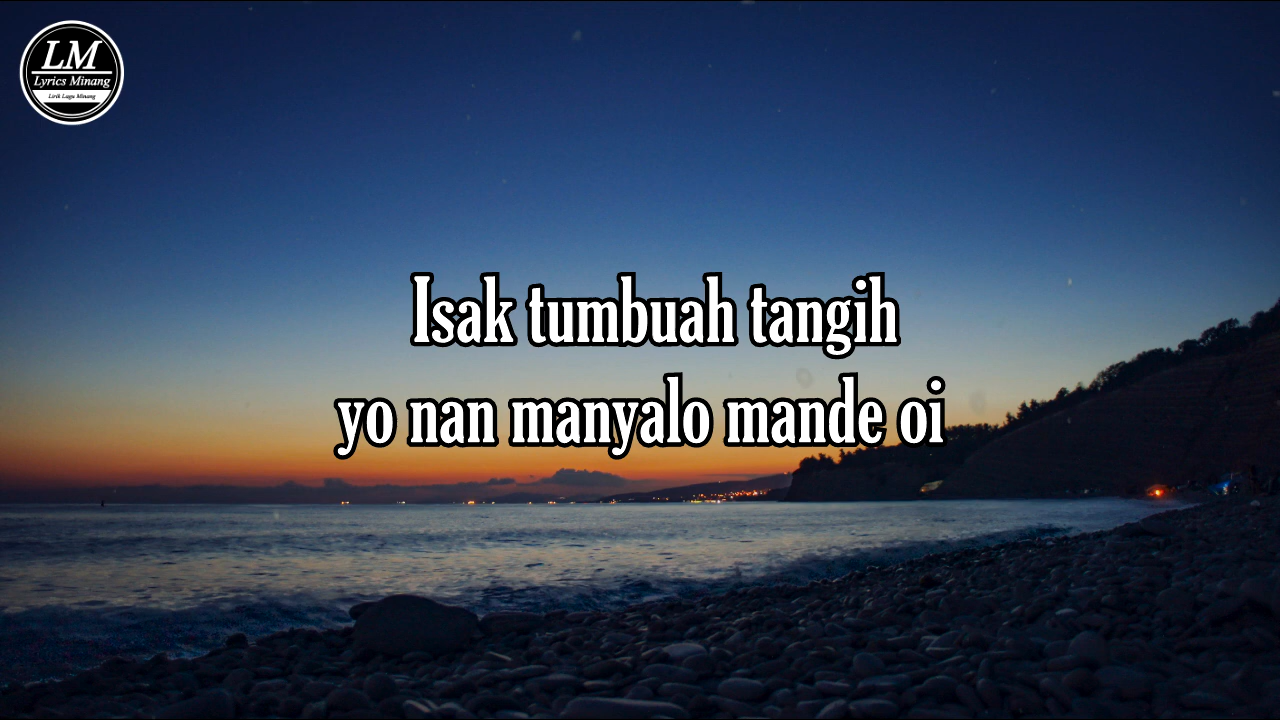 LM
Lyrics Minang
Lirik Lagu Minang
Isak tumbuah tangih
yo nan manyalo mande oi